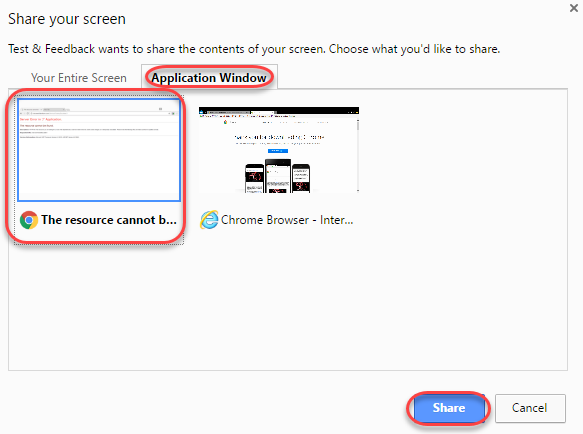 Share your screen
Test & Feedback wants to share the contents of your screen. Choose what you'd like to share.
Your Entire Screen
Application Window
The resource cannot b...
Chrome Browser - Inter...
Share
Cancel